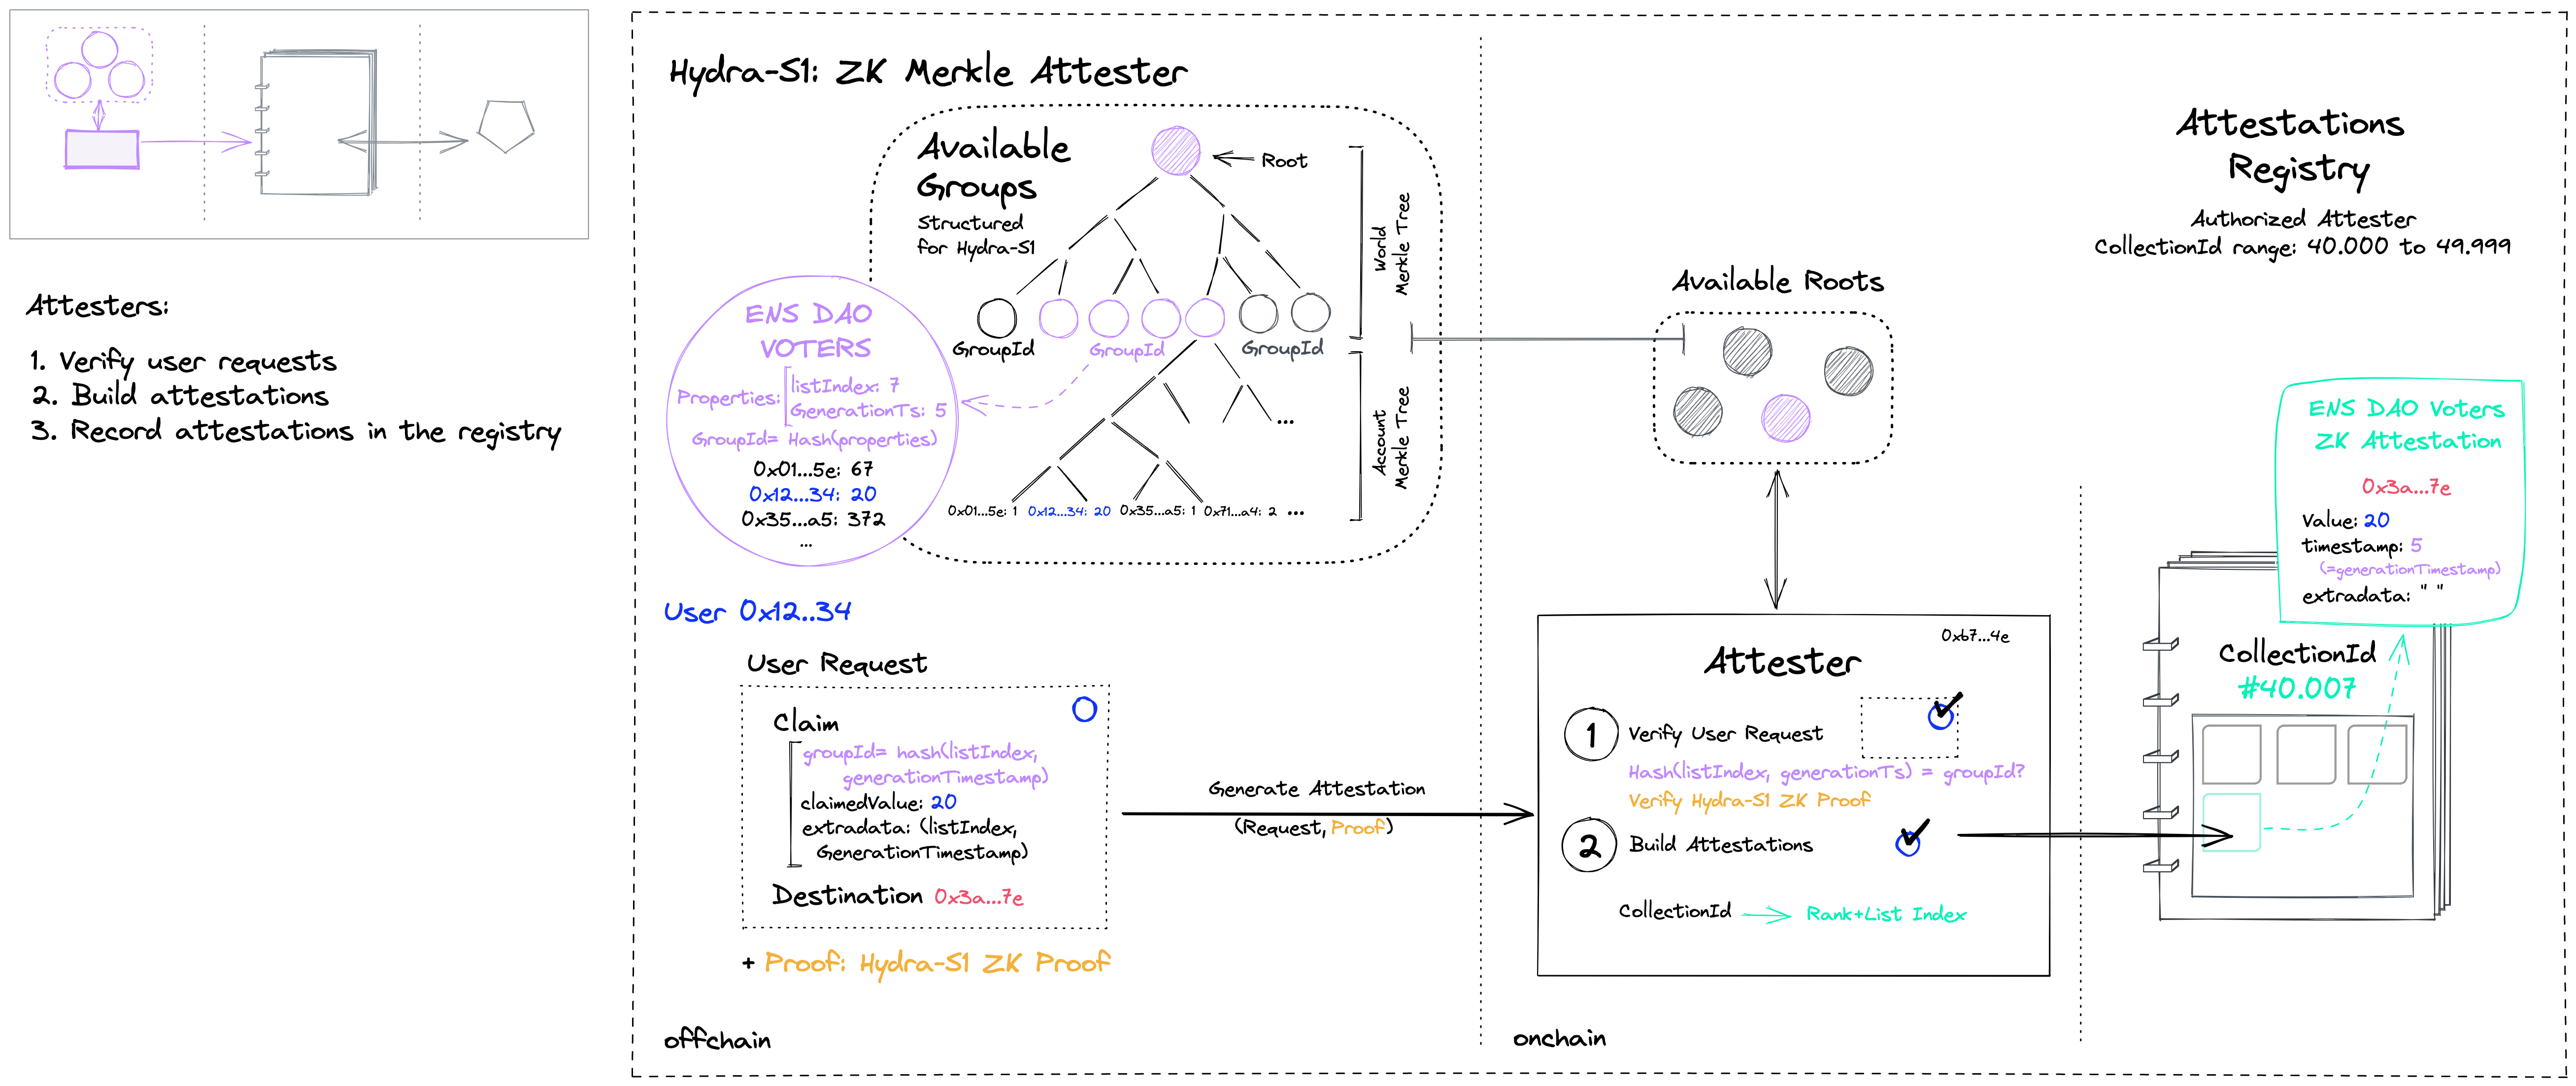 Attesters:
1. Verify user requests
2. Build attestations
3. Record attestations in the registry
Hydra-S1: ZK Merkle Attester
Available
Groups
Structured
for Hydra-S1
Root
World
Merkle Tree
GroupId
GroupId
GroupId
Account
Merkle Tree
...
0x01...5e: 1
0x12...34: 20
0x35...a5: 1
0x71...a4: 2
...
ENS DAO
VOTERS
Properties:
listIndex: 7
GenerationTs: 5
GroupId= Hash(properties)
0x01...5e: 67
0x12...34: 20
0x35...a5: 372
...
User 0x12..34
User Request
Claim
groupId= hash(listIndex,
generationTimestamp)
claimedValue: 20
extradata: (listIndex,
GenerationTimestamp)
Destination 0x3a...7e
+ Proof: Hydra-S1 ZK Proof
offchain
Generate Attestation
(Request, Proof)
Available Roots
0xb7...4e
Attester
1 Verify User Request
Hash(listIndex, generationTs) = groupId?
Verify Hydra-S1 ZK Proof
2 Build Attestations
CollectionId
Rank+List Index
onchain
Attestations
Registry
Authorized Attester
CollectionId range: 40.000 to 49.999
ENS DAO Voters
ZK Attestation
0x3a...7e
Value: 20
timestamp: 5
(=generationTimestamp)
extradata: " "
CollectionId
#40.007